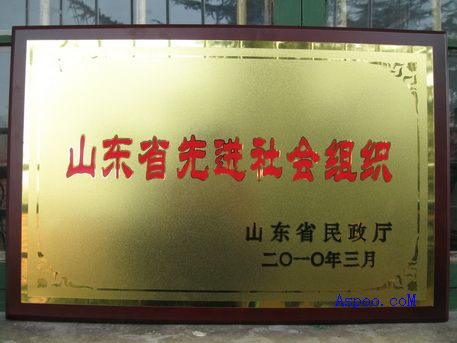 山东省先进社会组织
山东省民政厅
二〇一〇年三月
Aspoo.coM